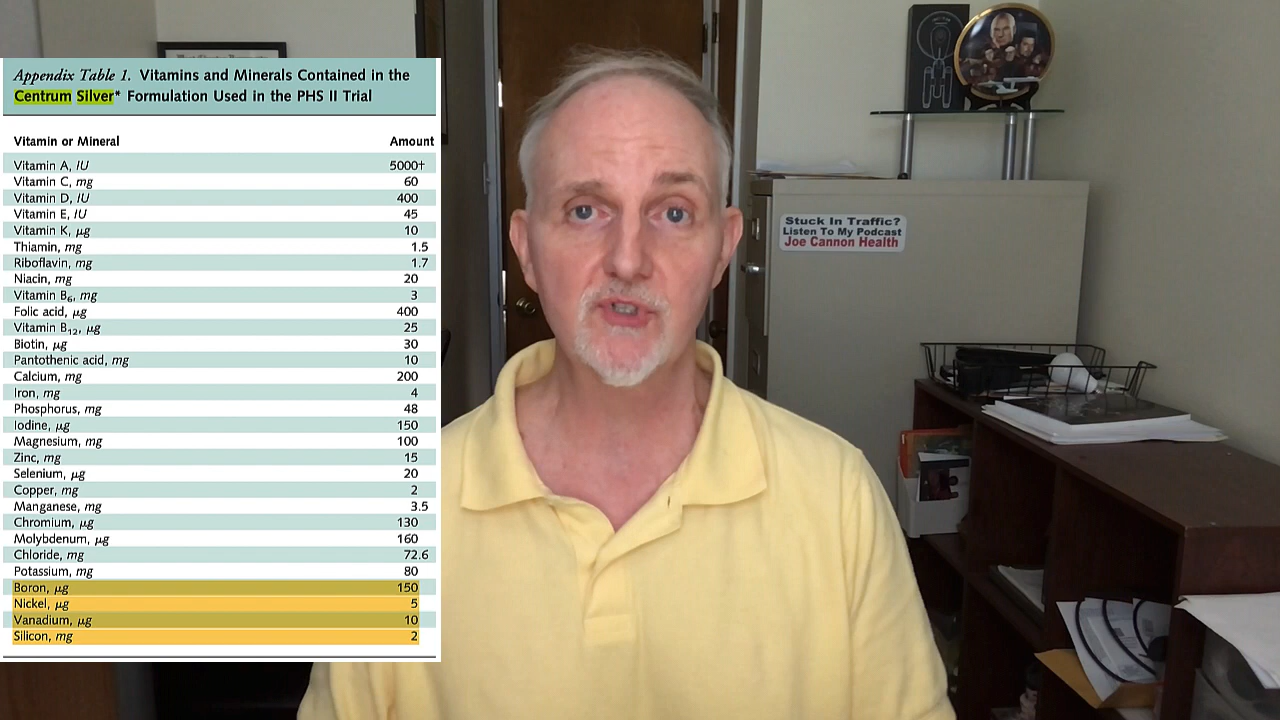 Appendix Table 1. Vitamins and Minerals Contained in the
Centrum Silver* Formulation Used in the PHS II Trial
Vitamin or Mineral Amount
Vitamin A, IU 5000†
Vitamin C, mg 60
Vitamin D, IU 400
Vitamin E, IU 45
Vitamin K, μg 10
Thiamin, mg 1.5
Riboflavin, mg 1.7
Niacin, mg 20
Vitamin B6, mg 3
Folic acid, μg 400
Vitamin B12, μg 25
Biotin, μg 30
Pantothenic acid, mg 10
Calcium, mg 200
Iron, mg 4
Phosphorus, mg 48
Iodine, μg 150
Magnesium, mg 100
Zinc, mg 15
Selenium, μg 20
Copper, mg 2
Manganese, mg 3.5
Chromium, μg 130
Molybdenum, μg 160
Chloride, mg 72.6
Potassium, mg 80
Boron, μg 150
Nickel, μg 5
Vanadium, μg 10
Silicon, mg 2
Stuck In Traffic?
Listen To My Podcast
Joe Cannon Health